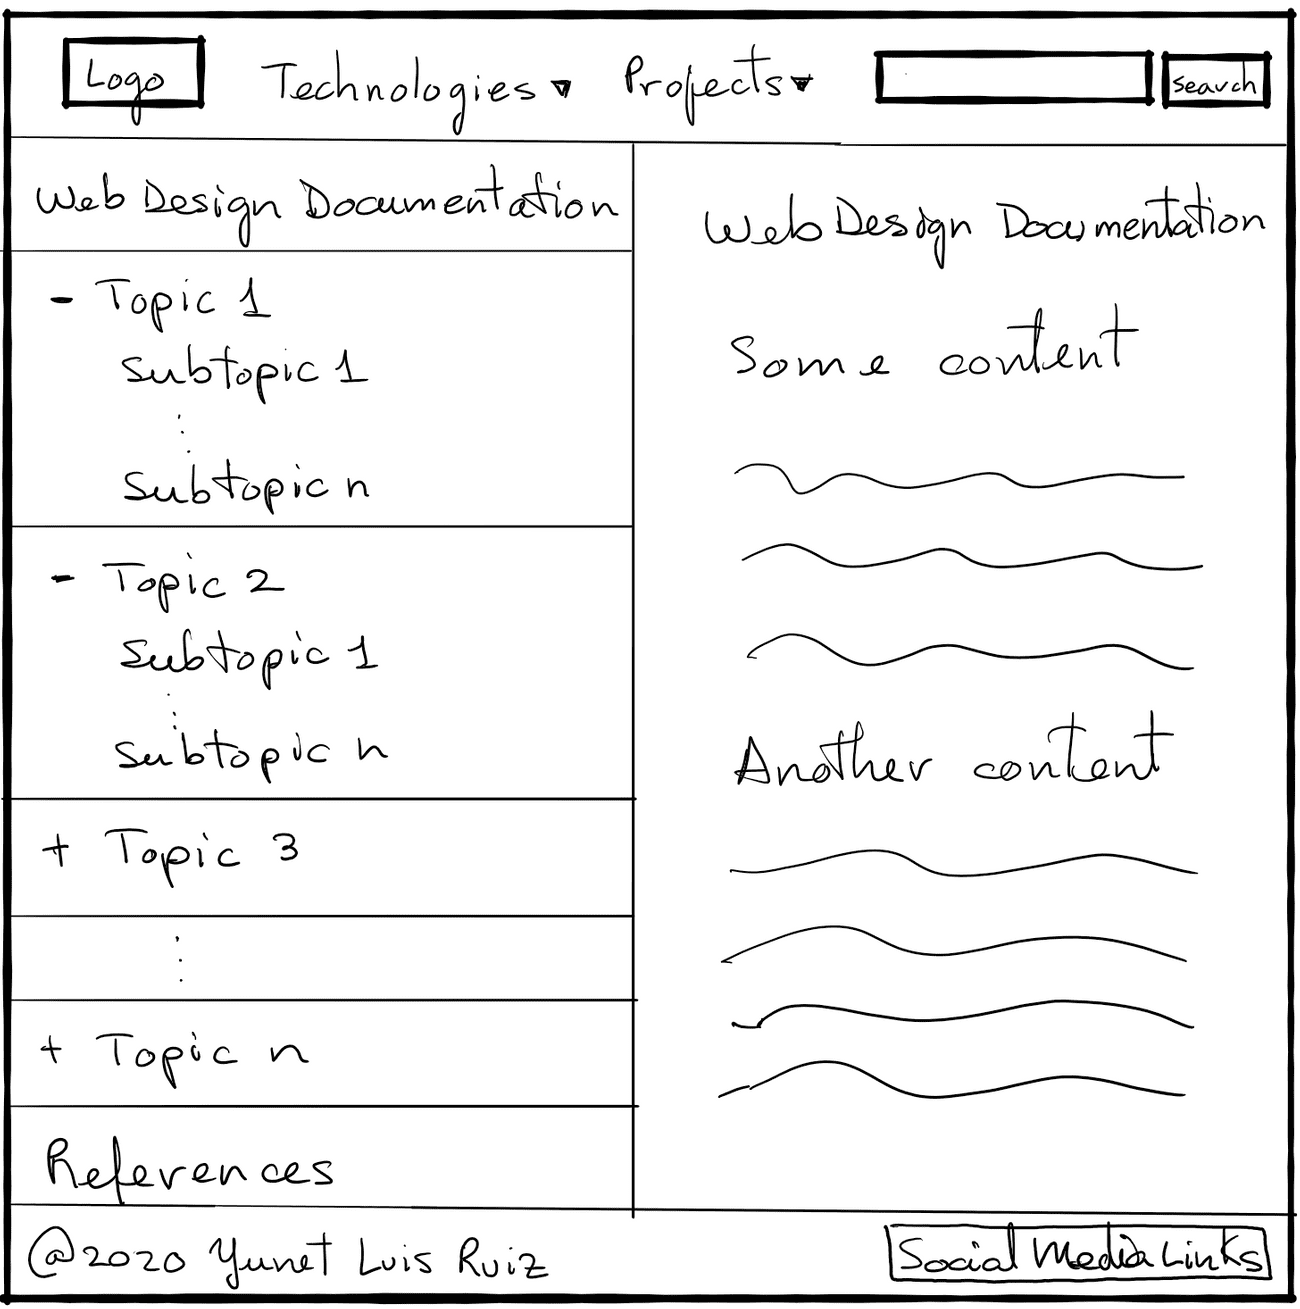 Logo Technologies ▾ Projects ▾ Search
Web Design Documentation
- Topic 1
Subtopic 1
⋮
Subtopic n
- Topic 2
Subtopic 1
⋮
Subtopic n
+ Topic 3
⋮
+ Topic n
References
Web Design Documentation
Some content
Another content
@2020 Yunet Luis Ruiz
Social Media Links